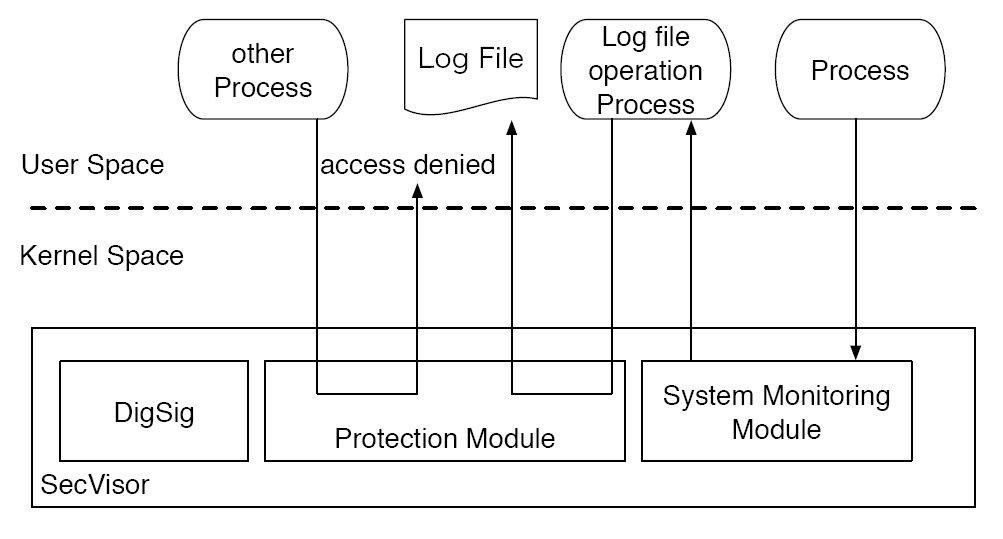 other
Process
Log File
Log file
operation
Process
Process
User Space
access denied
Kernel Space
DigSig
Protection Module
System Monitoring
Module
SecVisor